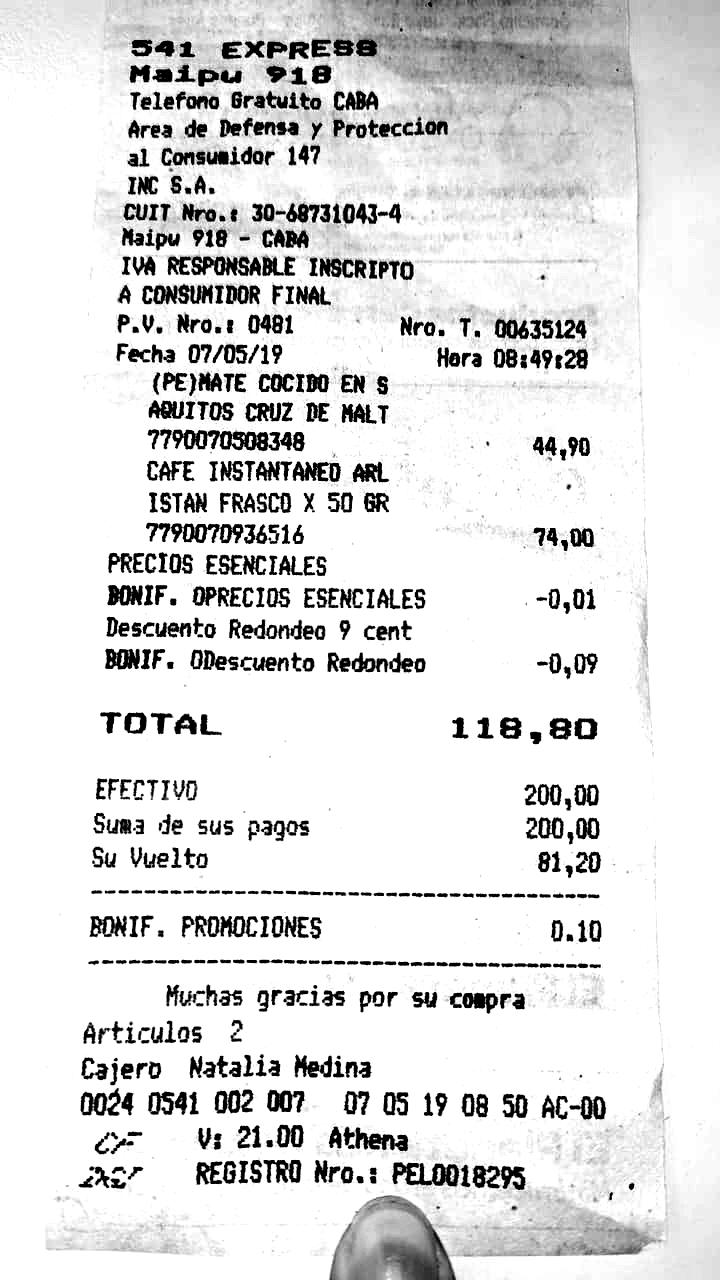 541 EXPRESS
Maipu 918
Telefono Gratuito CABA
Area de Defensa y Proteccion
al Consumidor 147
INC S.A.
CUIT Nro.: 30-68731043-4
Maipu 918 - CABA
IVA RESPONSABLE INSCRIPTO
A CONSUMIDOR FINAL
P.V. Nro.: 0481 Nro. T. 00635124
Fecha 07/05/19 Hora 08:49:28
(PE)MATE COCIDO EN S
AQUITOS CRUZ DE MALT
7790070508348 44,90
CAFE INSTANTANEO ARL
ISTAN FRASCO X 50 GR
7790070936516 74,00
PRECIOS ESENCIALES
BONIF. OPRECIOS ESENCIALES -0,01
Descuento Redondeo 9 cent
BONIF. ODescuento Redondeo -0,09
TOTAL 118,80
EFECTIVO 200,00
Suma de sus pagos 200,00
Su Vuelto 81,20
BONIF. PROMOCIONES 0.10
Muchas gracias por su compra
Articulos 2
Cajero Natalia Medina
0024 0541 002 007 07 05 19 08 50 AC-00
CF V: 21.00 Athena
REGISTRO Nro.: PEL0018295